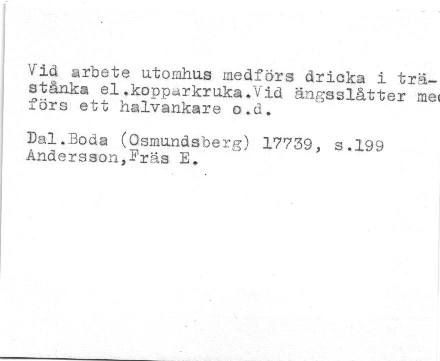 Vid arbete utomhus medförs dricka i trä-
stånka el.kopparkruka.Vid ängsslåtter med
förs ett halvankare o.d.
Dal.Boda (Osmundsberg) 17739, s.199
Andersson,Fräs E.